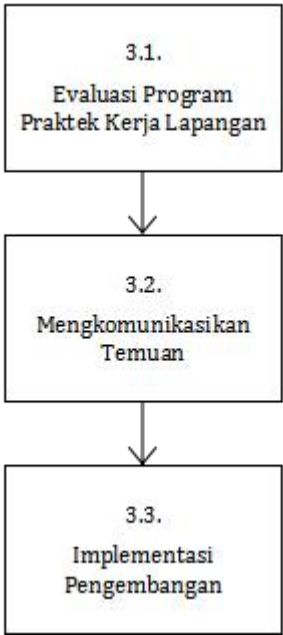 3.1.
Evaluasi Program
Praktek Kerja Lapangan
3.2.
Mengkomunikasikan
Temuan
3.3.
Implementasi
Pengembangan